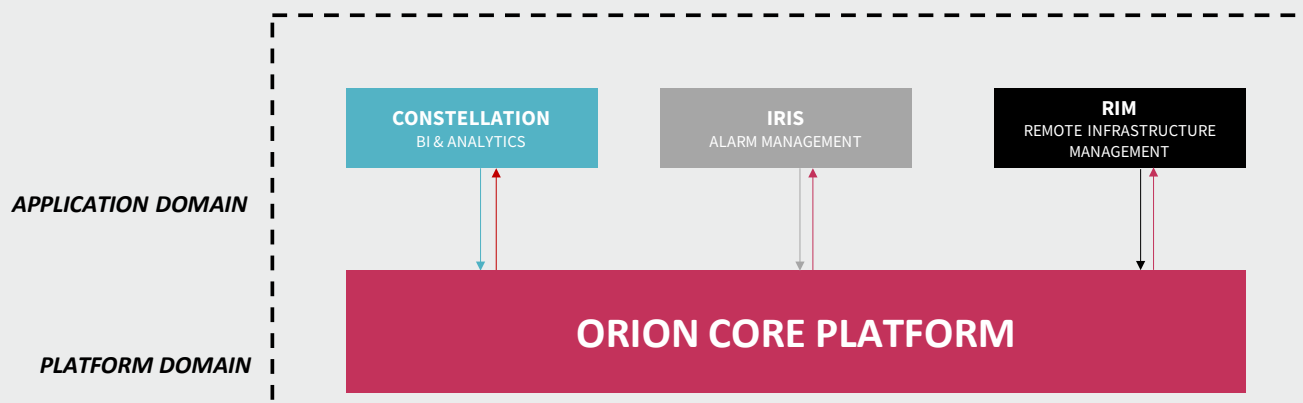 CONSTELLATION
BI & ANALYTICS
IRIS
ALARM MANAGEMENT
RIM
REMOTE INFRASTRUCTURE
MANAGEMENT
APPLICATION DOMAIN
ORION CORE PLATFORM
PLATFORM DOMAIN